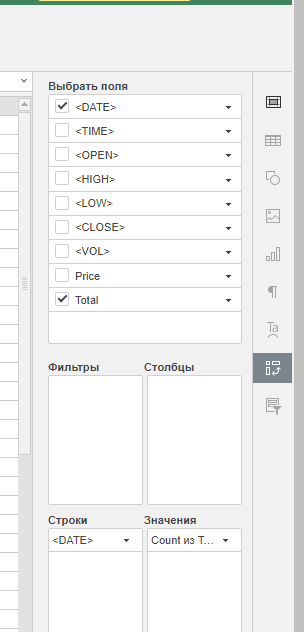 Выбрать поля
<DATE>
<TIME>
<OPEN>
<HIGH>
<LOW>
<CLOSE>
<VOL>
Price
Total
Фильтры Столбцы
Строки Значения
<DATE> Count из T...